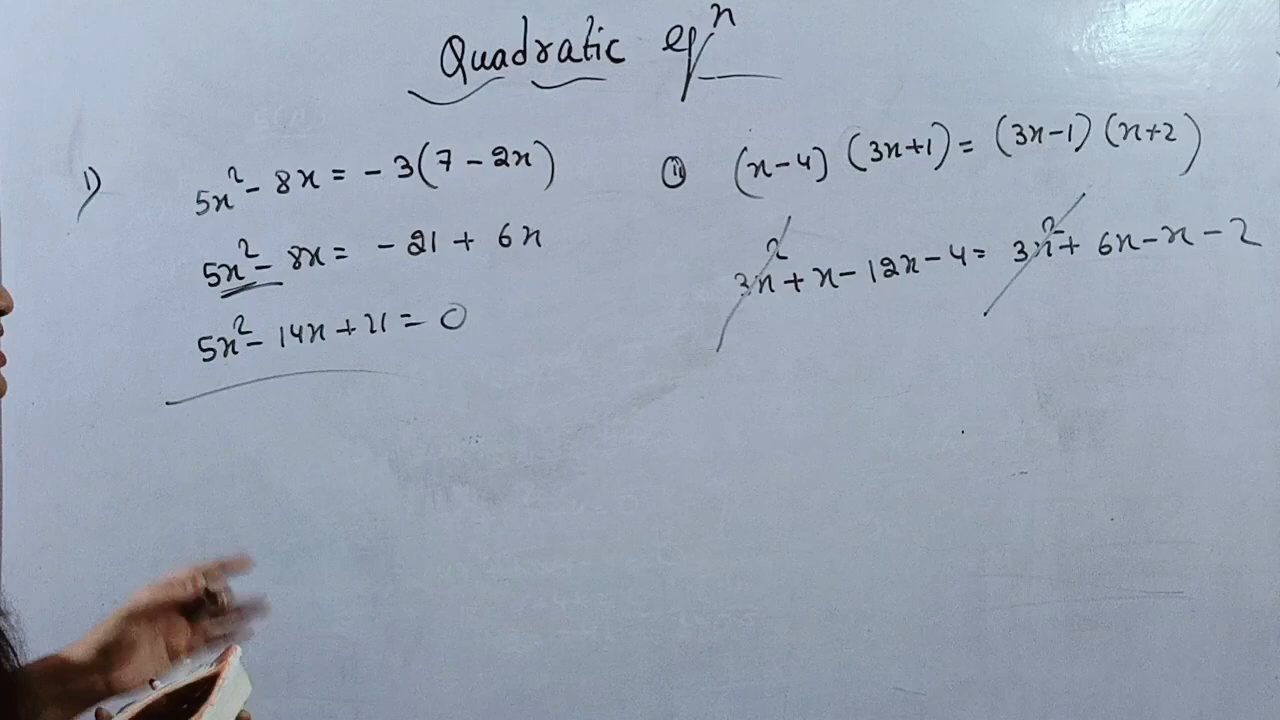 Quadratic eqⁿ
1) 5x² - 8x = - 3(7 - 2x)
5x² - 8x = - 21 + 6x
5x² - 14x + 21 = 0
(ii) (x-4) (3x+1) = (3x-1) (x+2)
3x² + x - 12x - 4 = 3x² + 6x - x - 2